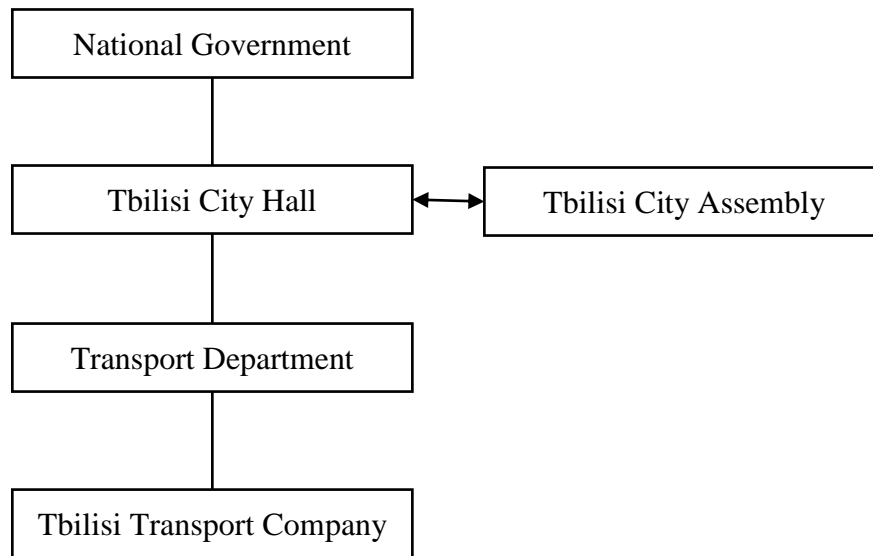 National Government
Tbilisi City Hall
Tbilisi City Assembly
Transport Department
Tbilisi Transport Company